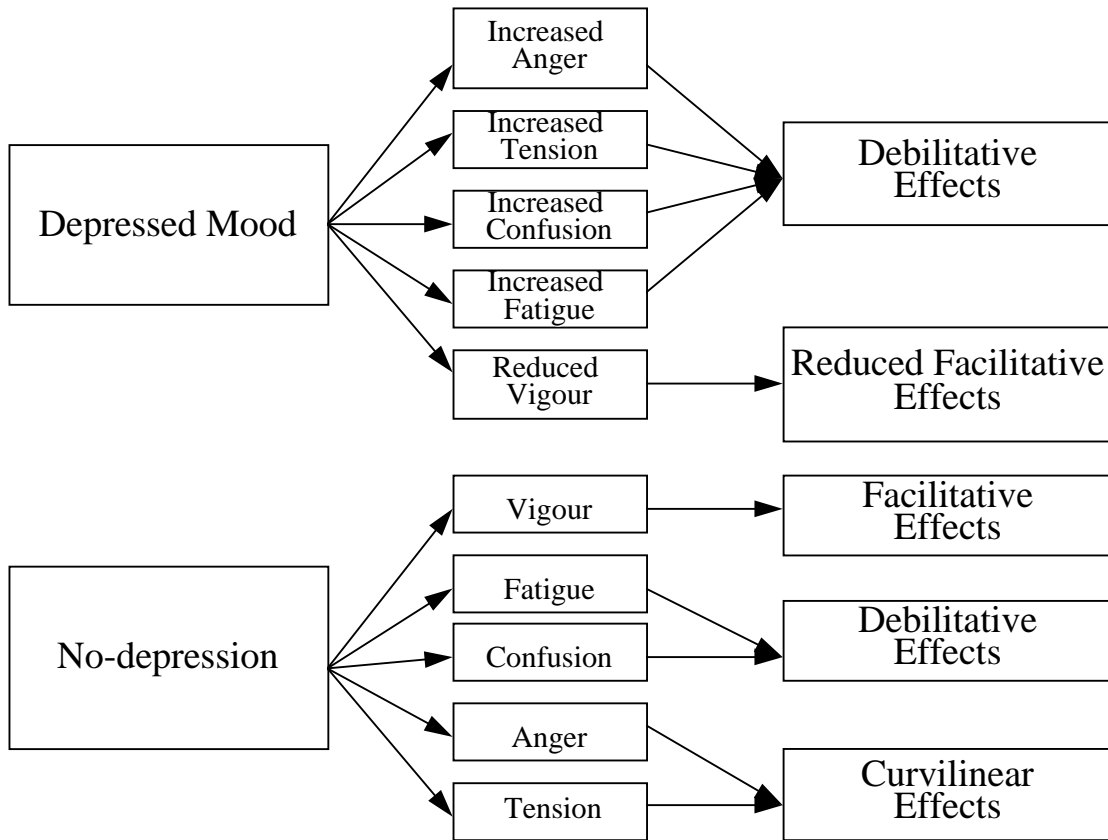 Depressed Mood
Increased
Anger
Increased
Tension
Increased
Confusion
Increased
Fatigue
Reduced
Vigour
Debilitative
Effects
Reduced Facilitative
Effects
No-depression
Vigour
Fatigue
Confusion
Anger
Tension
Facilitative
Effects
Debilitative
Effects
Curvilinear
Effects